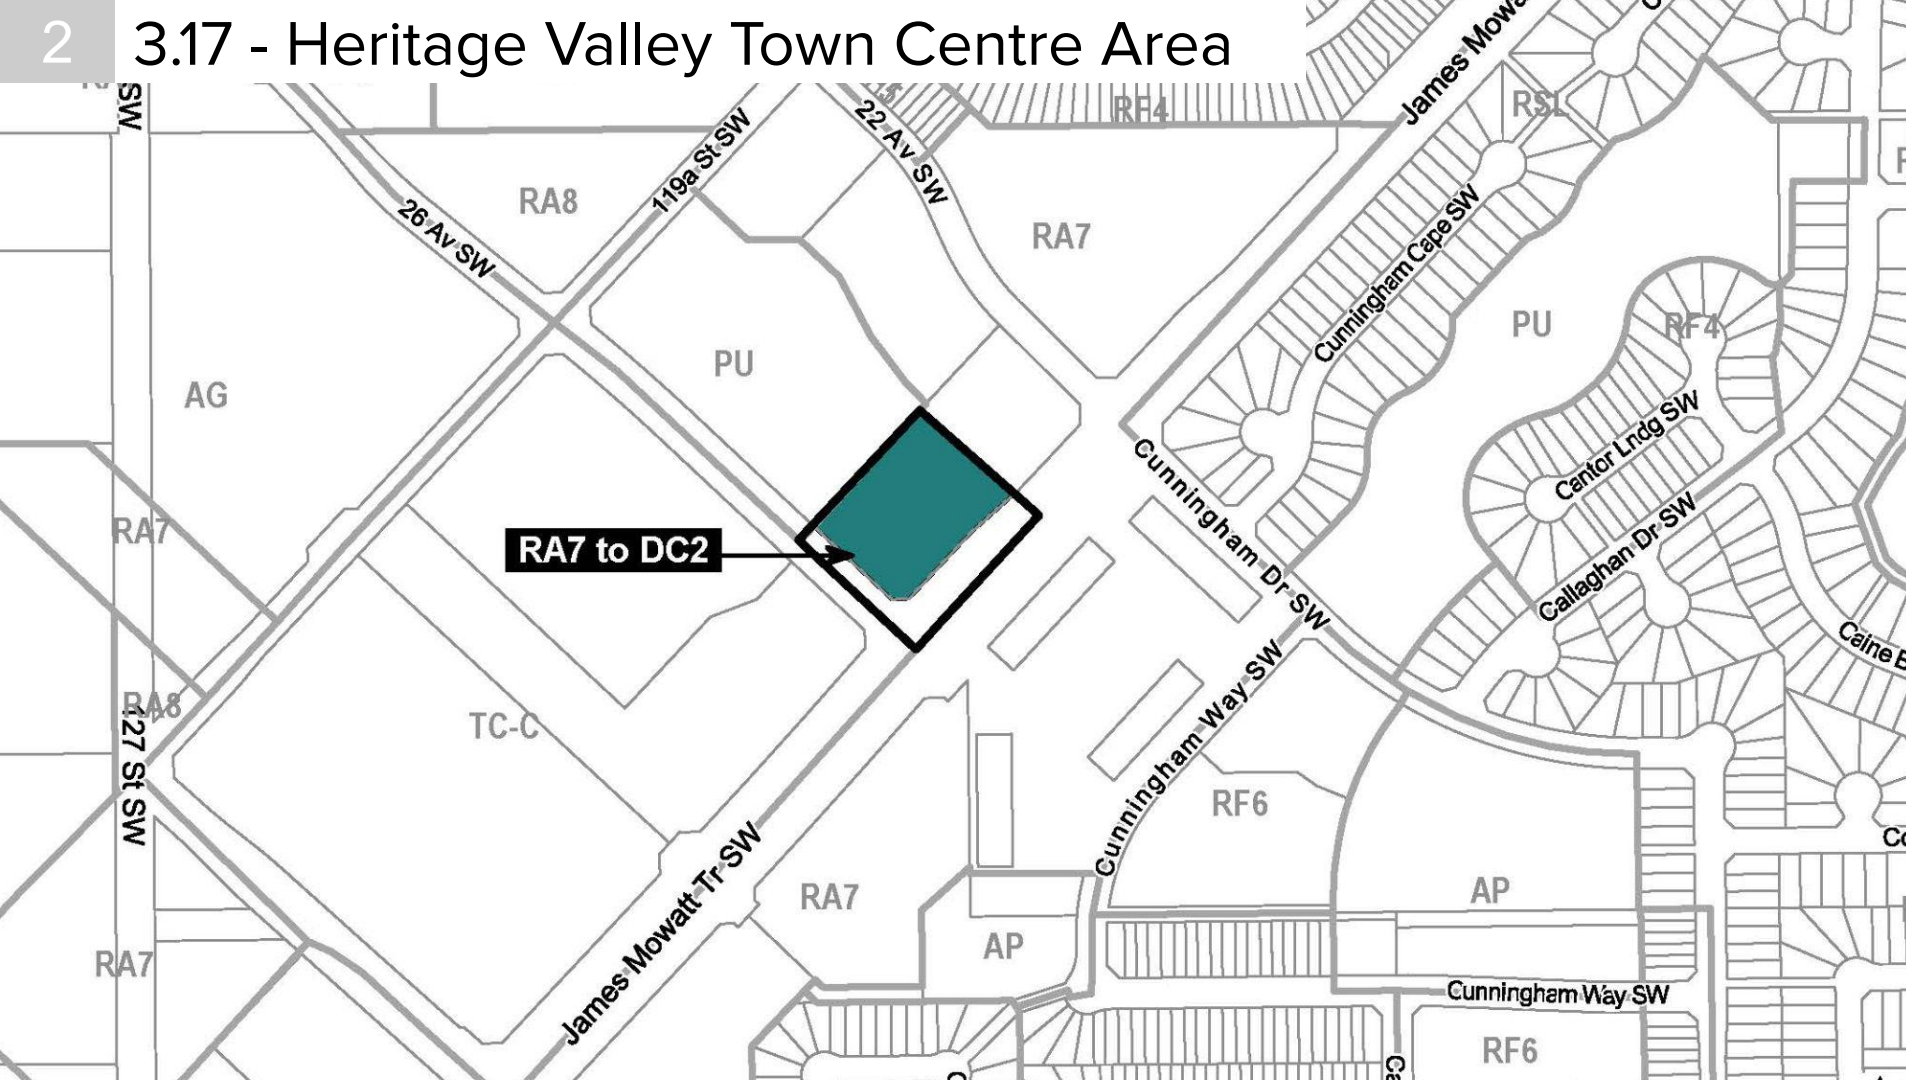 2 3.17 - Heritage Valley Town Centre Area
SW
James Mowa
RF4
RSL
22 Av SW
119a St SW
RA8
26 Av SW
RA7
Cunningham Cape SW
PU
RF4
PU
AG
Cantor Lndg SW
Cunningham Dr SW
RA7
RA7 to DC2
Callaghan Dr SW
Caine B
RA8
127 St SW
TC-C
Cunningham Way SW
RF6
James Mowatt Tr SW
RA7
AP
AP
RA7
Cunningham Way SW
RF6